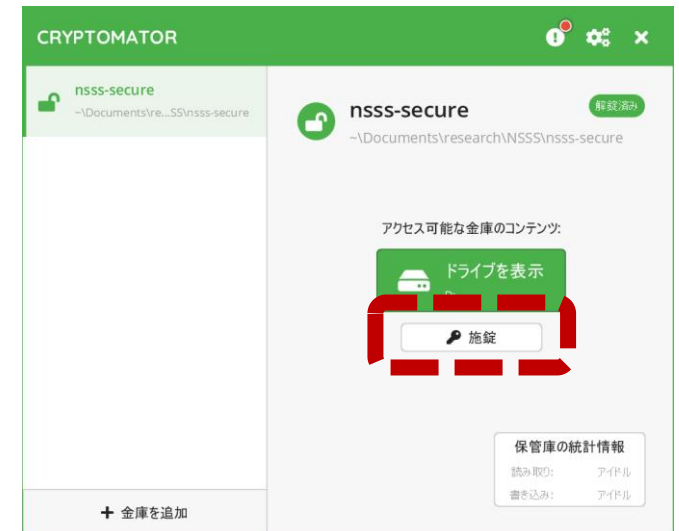 CRYPTOMATOR
nsss-secure
~\Documents\re...SS\nsss-secure
nsss-secure
解錠済み
~\Documents\research\NSSS\nsss-secure
アクセス可能な金庫のコンテンツ:
ドライブを表示
施錠
保管庫の統計情報
読み取り: アイドル
書き込み: アイドル
+ 金庫を追加